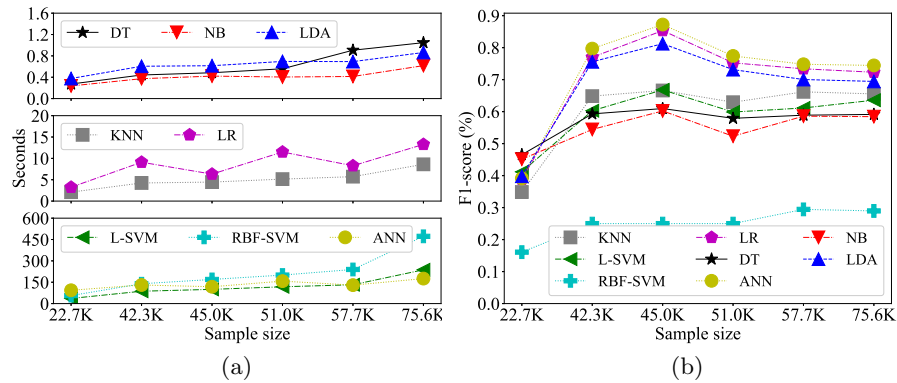 1.6
1.2
0.8
0.4
0.0
DT NB LDA
20
15
10
5
0
KNN LR
Seconds
600
450
300
150
0
L-SVM RBF-SVM ANN
22.7K 42.3K 45.0K 51.0K 57.7K 75.6K
Sample size
(a)
0.9
0.8
0.7
0.6
0.5
0.4
0.3
0.2
0.1
0.0
F1-score (%)
KNN LR NB
L-SVM DT LDA
RBF-SVM ANN
22.7K 42.3K 45.0K 51.0K 57.7K 75.6K
Sample size
(b)